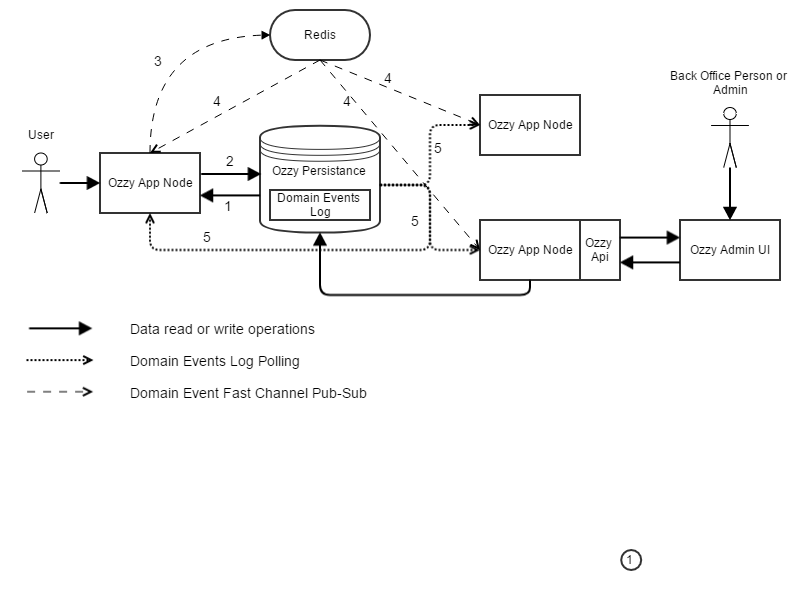 Redis
3
4
4
4
Back Office Person or
Admin
User
Ozzy App Node
2
1
Ozzy Persistance
Domain Events
Log
Ozzy App Node
5
5
5
Ozzy App Node
Ozzy
Api
Ozzy Admin UI
Data read or write operations
Domain Events Log Polling
Domain Event Fast Channel Pub-Sub
1